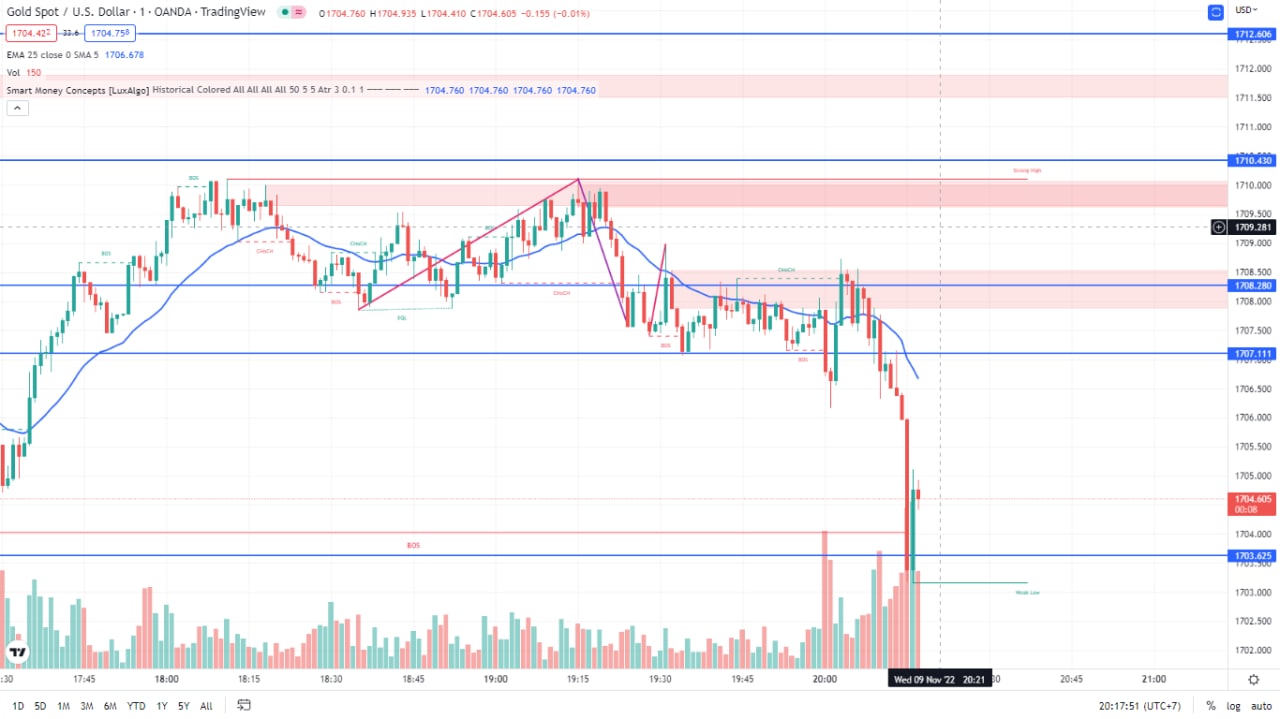 Gold Spot / U.S. Dollar · 1 · OANDA · TradingView
O1704.760 H1704.935 L1704.410 C1704.605 −0.155 (−0.01%)
USD
1704.422 33.6 1704.758
EMA 25 close 0 SMA 5 1706.678
Vol 150
Smart Money Concepts [LuxAlgo] Historical Colored All All All All 50 5 5 Atr 3 0.1 1 1704.760 1704.760 1704.760 1704.760
1712.606
1712.000
1711.500
1711.000
1710.430
Strong High
BOS
1710.000
1709.500
1709.281
BOS
1709.000
CHoCH
CHoCH
BOS
1708.500
CHoCH
1708.280
CHoCH
BOS
1708.000
EQL
1707.500
BOS
1707.111
BOS
1706.500
1706.000
1705.500
1705.000
1704.605
00:08
1704.000
BOS
1703.625
1703.000
Weak Low
1702.500
1702.000
:30 17:45 18:00 18:15 18:30 18:45 19:00 19:15 19:30 19:45 20:00 Wed 09 Nov '22 20:21 :30 20:45 21:00
1D 5D 1M 3M 6M YTD 1Y 5Y All 20:17:51 (UTC+7) % log auto